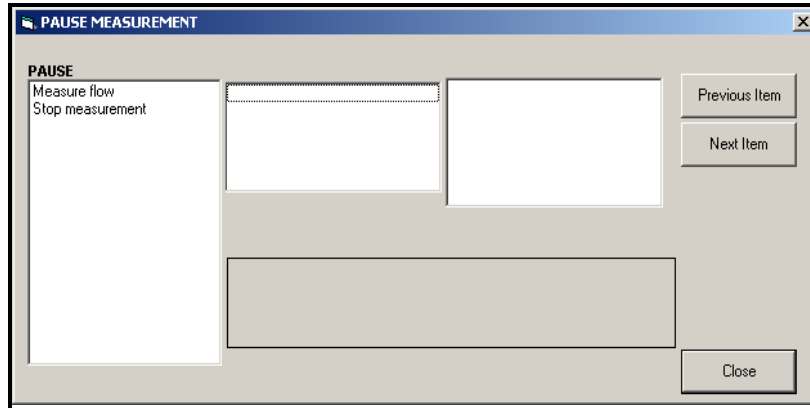 PAUSE MEASUREMENT
PAUSE
Measure flow
Stop measurement
Previous Item
Next Item
Close